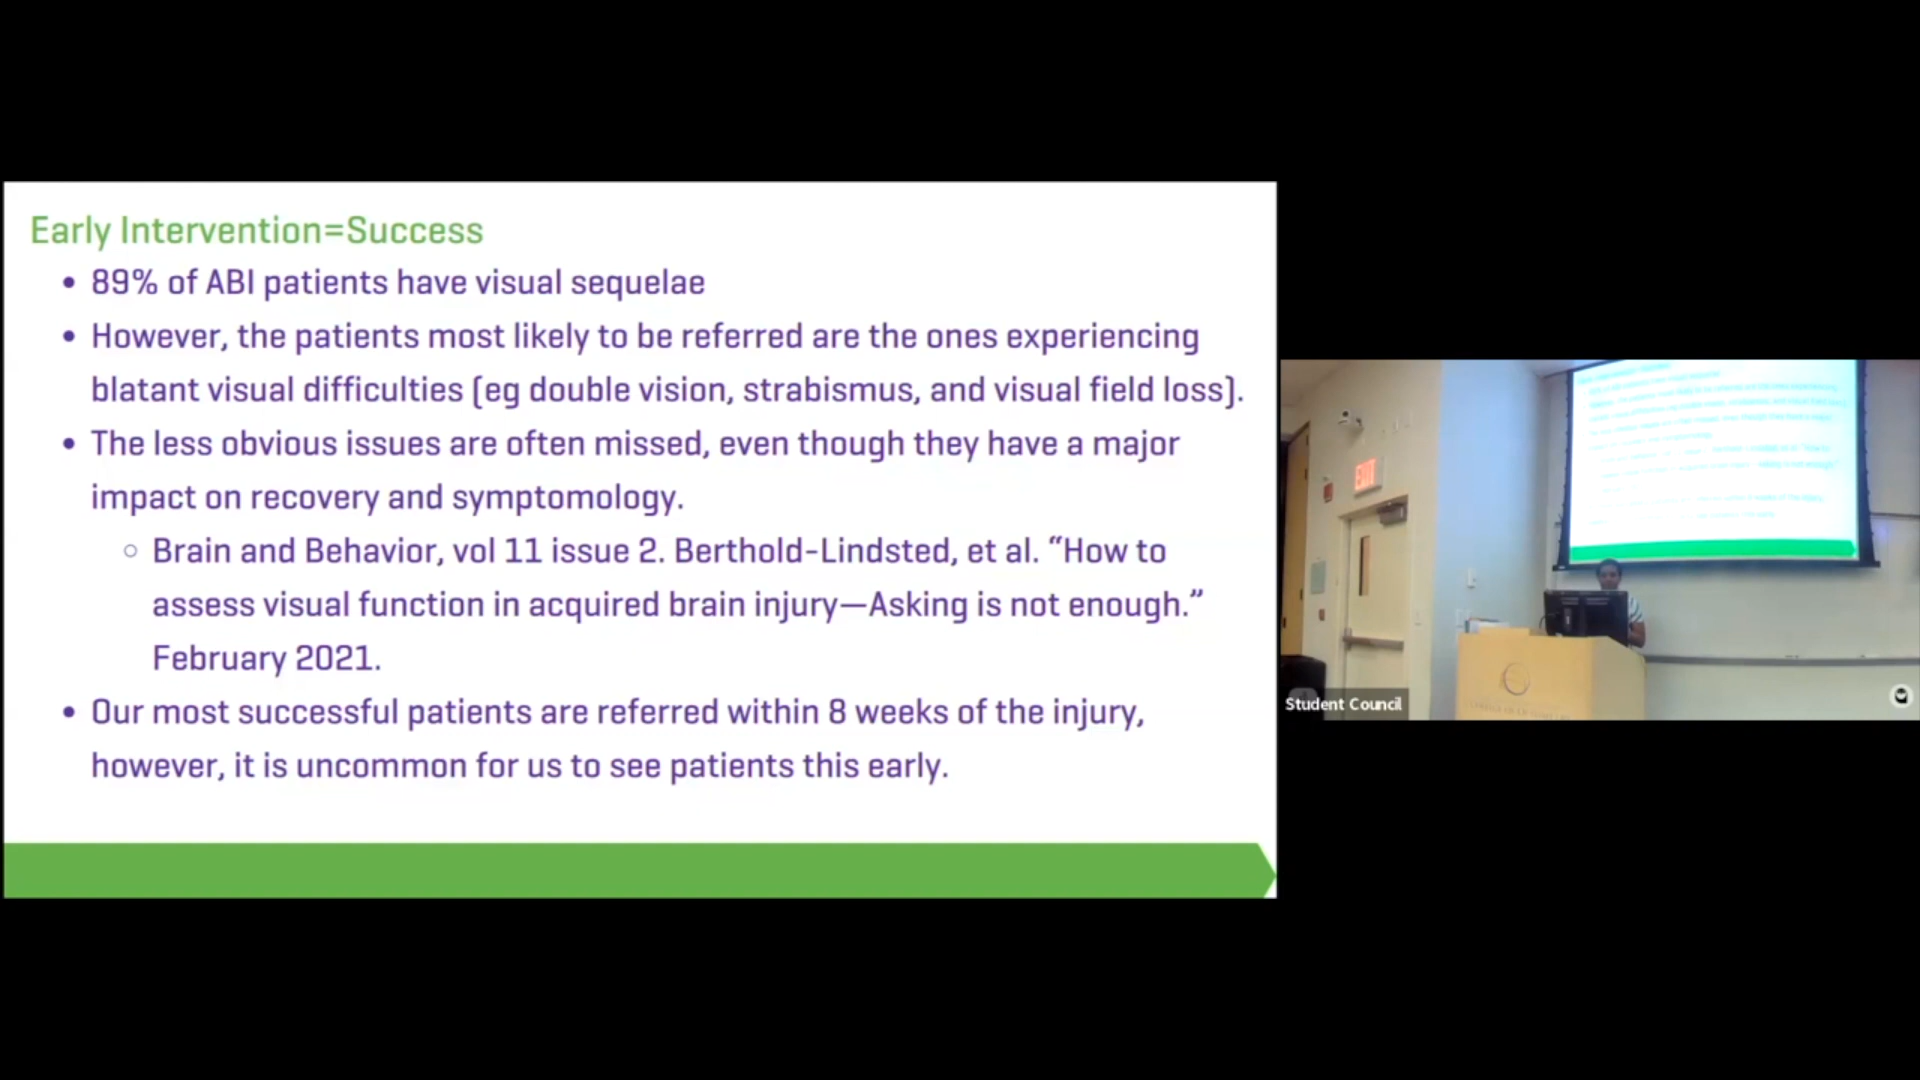 Early Intervention=Success
• 89% of ABI patients have visual sequelae
• However, the patients most likely to be referred are the ones experiencing
blatant visual difficulties (eg double vision, strabismus, and visual field loss).
• The less obvious issues are often missed, even though they have a major
impact on recovery and symptomology.
○ Brain and Behavior, vol 11 issue 2. Berthold-Lindsted, et al. “How to
assess visual function in acquired brain injury—Asking is not enough.”
February 2021.
• Our most successful patients are referred within 8 weeks of the injury,
however, it is uncommon for us to see patients this early.
EXIT
Student Council